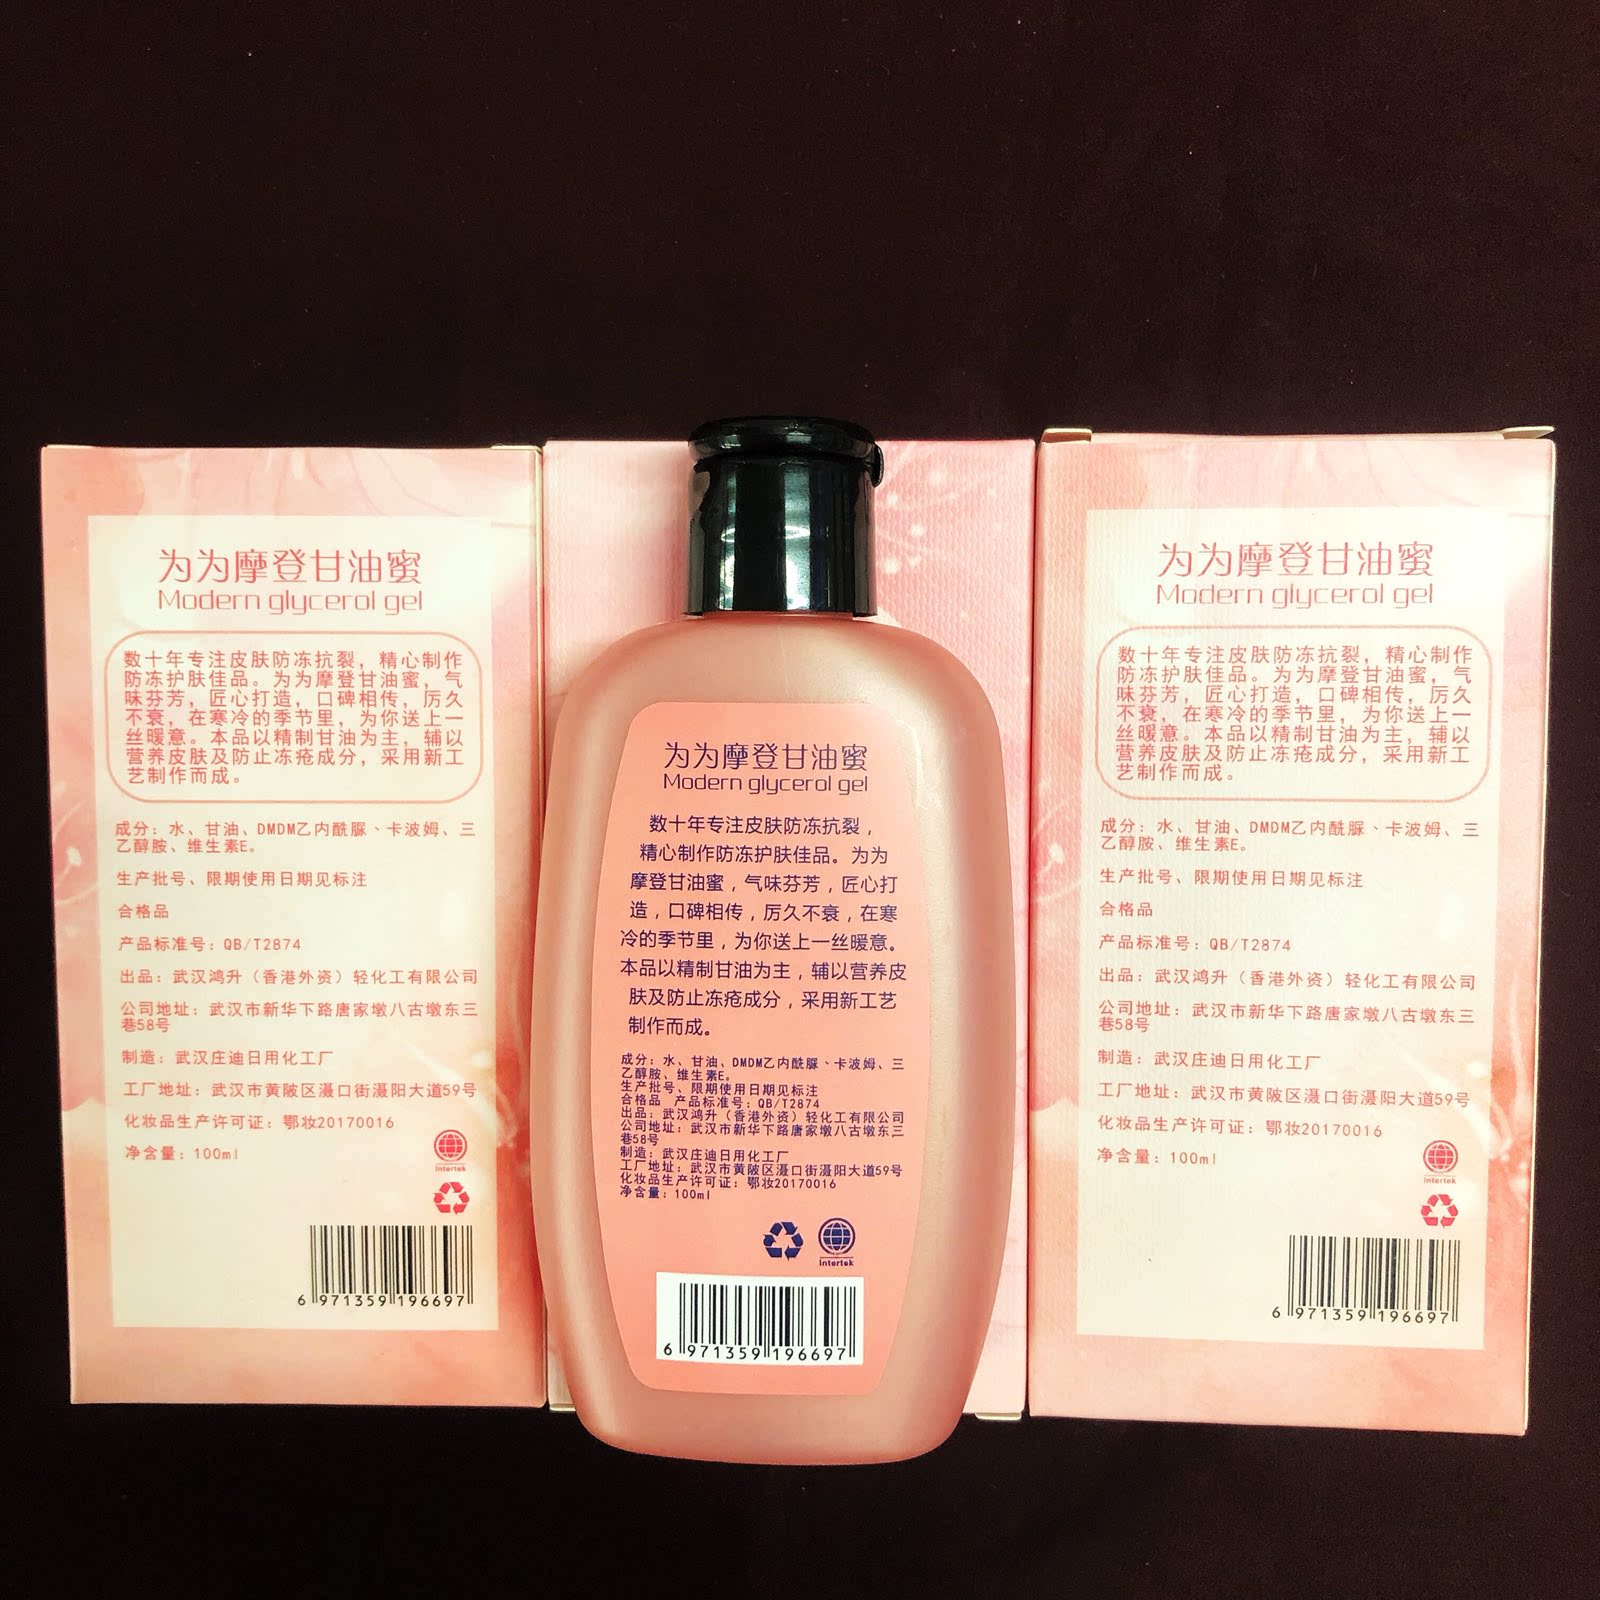 为为摩登甘油蜜
Modern glycerol gel
数十年专注皮肤防冻抗裂，精心制作
防冻护肤佳品。为为摩登甘油蜜，气
味芬芳，匠心打造，口碑相传，厉久
不衰，在寒冷的季节里，为你送上一
丝暖意。本品以精制甘油为主，辅以
营养皮肤及防止冻疮成分，采用新工
艺制作而成。
成分：水、甘油、DMDM乙内酰脲、卡波姆、三
乙醇胺、维生素E。
生产批号、限期使用日期见标注
合格品
产品标准号：QB/T2874
出品：武汉鸿升（香港外资）轻化工有限公司
公司地址：武汉市新华下路唐家墩八古墩东三
巷58号
制造：武汉庄迪日用化工厂
工厂地址：武汉市黄陂区滠口街滠阳大道59号
化妆品生产许可证：鄂妆20170016
净含量：100ml
Intertek
6 971359 196697
为为摩登甘油蜜
Modern glycerol gel
数十年专注皮肤防冻抗裂，
精心制作防冻护肤佳品。为为
摩登甘油蜜，气味芬芳，匠心打
造，口碑相传，厉久不衰，在寒
冷的季节里，为你送上一丝暖意。
本品以精制甘油为主，辅以营养皮
肤及防止冻疮成分，采用新工艺
制作而成。
成分：水、甘油、DMDM乙内酰脲、卡波姆、三
乙醇胺、维生素E。
生产批号、限期使用日期见标注
合格品 产品标准号：QB/T2874
出品：武汉鸿升（香港外资）轻化工有限公司
公司地址：武汉市新华下路唐家墩八古墩东三
巷58号
制造：武汉庄迪日用化工厂
工厂地址：武汉市黄陂区滠口街滠阳大道59号
化妆品生产许可证：鄂妆20170016
净含量：100ml
Intertek
6 971359 196697
为为摩登甘油蜜
Modern glycerol gel
数十年专注皮肤防冻抗裂，精心制作
防冻护肤佳品。为为摩登甘油蜜，气
味芬芳，匠心打造，口碑相传，厉久
不衰，在寒冷的季节里，为你送上一
丝暖意。本品以精制甘油为主，辅以
营养皮肤及防止冻疮成分，采用新工
艺制作而成。
成分：水、甘油、DMDM乙内酰脲、卡波姆、三
乙醇胺、维生素E。
生产批号、限期使用日期见标注
合格品
产品标准号：QB/T2874
出品：武汉鸿升（香港外资）轻化工有限公司
公司地址：武汉市新华下路唐家墩八古墩东三
巷58号
制造：武汉庄迪日用化工厂
工厂地址：武汉市黄陂区滠口街滠阳大道59号
化妆品生产许可证：鄂妆20170016
净含量：100ml
Intertek
6 971359 196697